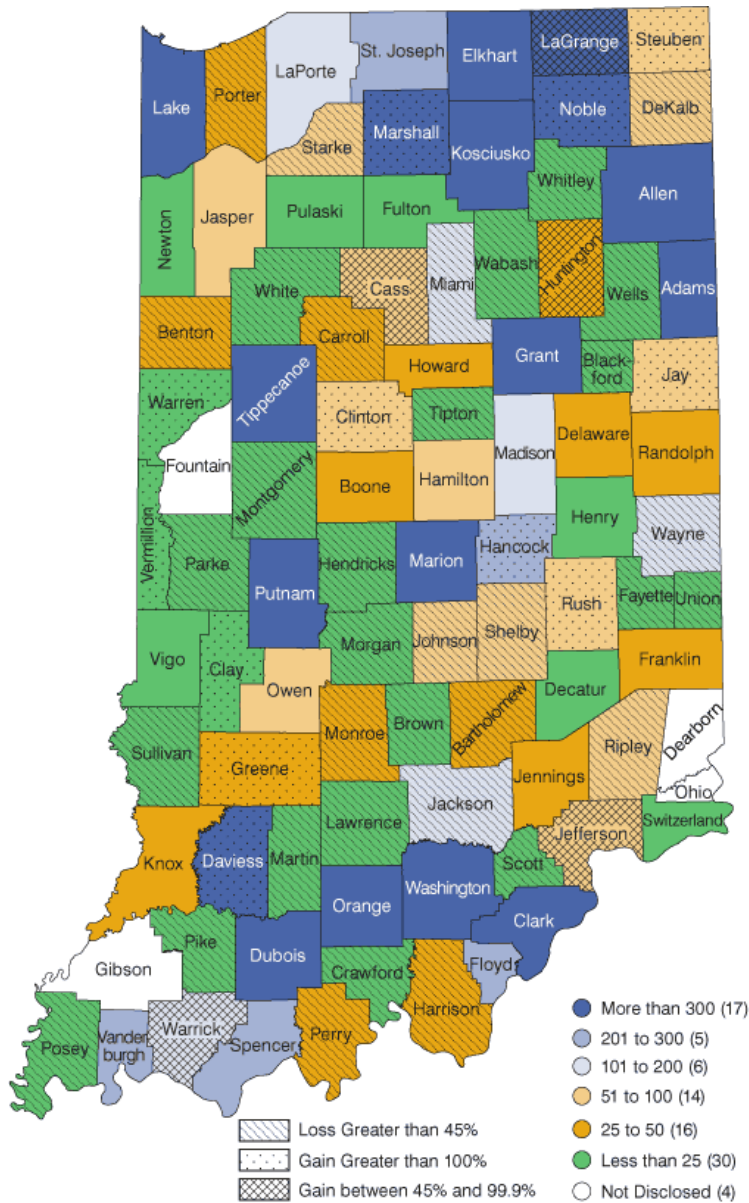 St. Joseph
LaGrange
Steuben
Elkhart
LaPorte
Lake
Porter
Noble
DeKalb
Marshall
Starke
Kosciusko
Whitley
Allen
Newton
Jasper
Pulaski
Fulton
Wabash
Huntington
White
Cass
Miami
Wells
Adams
Benton
Carroll
Grant
Howard
Black-
ford
Jay
Tippecanoe
Warren
Clinton
Tipton
Madison
Delaware
Randolph
Fountain
Montgomery
Boone
Hamilton
Henry
Wayne
Vermillion
Parke
Hendricks
Marion
Hancock
Putnam
Rush
Fayette
Union
Vigo
Clay
Morgan
Johnson
Shelby
Franklin
Owen
Decatur
Dearborn
Sullivan
Monroe
Brown
Bartholomew
Ripley
Greene
Jennings
Ohio
Jackson
Switzerland
Lawrence
Jefferson
Knox
Daviess
Martin
Scott
Washington
Orange
Clark
Pike
Dubois
Gibson
Crawford
Floyd
Harrison
Posey
Vander-
burgh
Warrick
Spencer
Perry
More than 300 (17)
201 to 300 (5)
101 to 200 (6)
51 to 100 (14)
25 to 50 (16)
Less than 25 (30)
Not Disclosed (4)
Loss Greater than 45%
Gain Greater than 100%
Gain between 45% and 99.9%